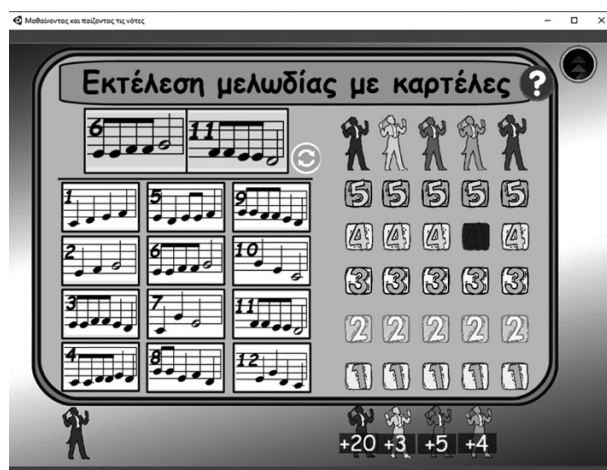 Μαθαίνοντας και παίζοντας τις νότες
Εκτέλεση μελωδίας με καρτέλες ?
6 11
1 5 9
2 6 10
3 7 11
4 8 12
5 5 5 5 5
4 4 4 4 4
3 3 3 3 3
2 2 2 2 2
1 1 1 1 1
+20 +3 +5 +4